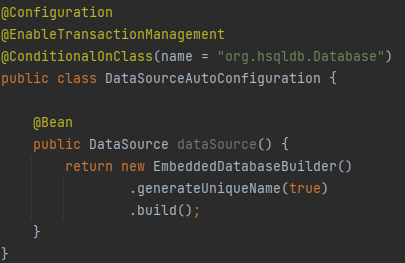 @Configuration
@EnableTransactionManagement
@ConditionalOnClass(name = "org.hsqldb.Database")
public class DataSourceAutoConfiguration {
@Bean
public DataSource dataSource() {
return new EmbeddedDatabaseBuilder()
.generateUniqueName(true)
.build();
}
}